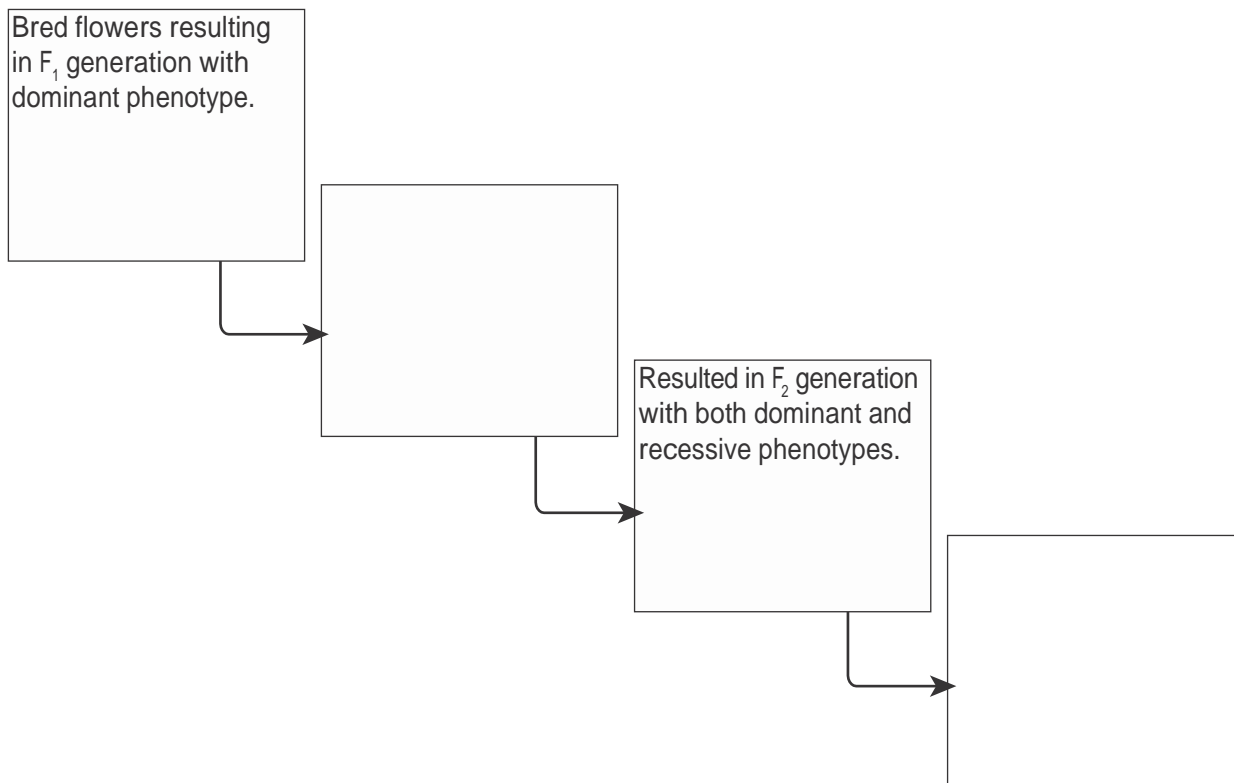 Bred flowers resulting
in F₁ generation with
dominant phenotype.
Resulted in F₂ generation
with both dominant and
recessive phenotypes.